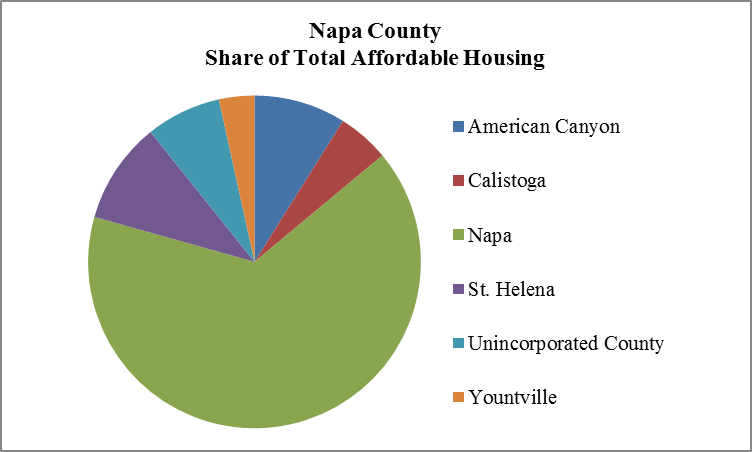 Napa County
Share of Total Affordable Housing
American Canyon
Calistoga
Napa
St. Helena
Unincorporated County
Yountville